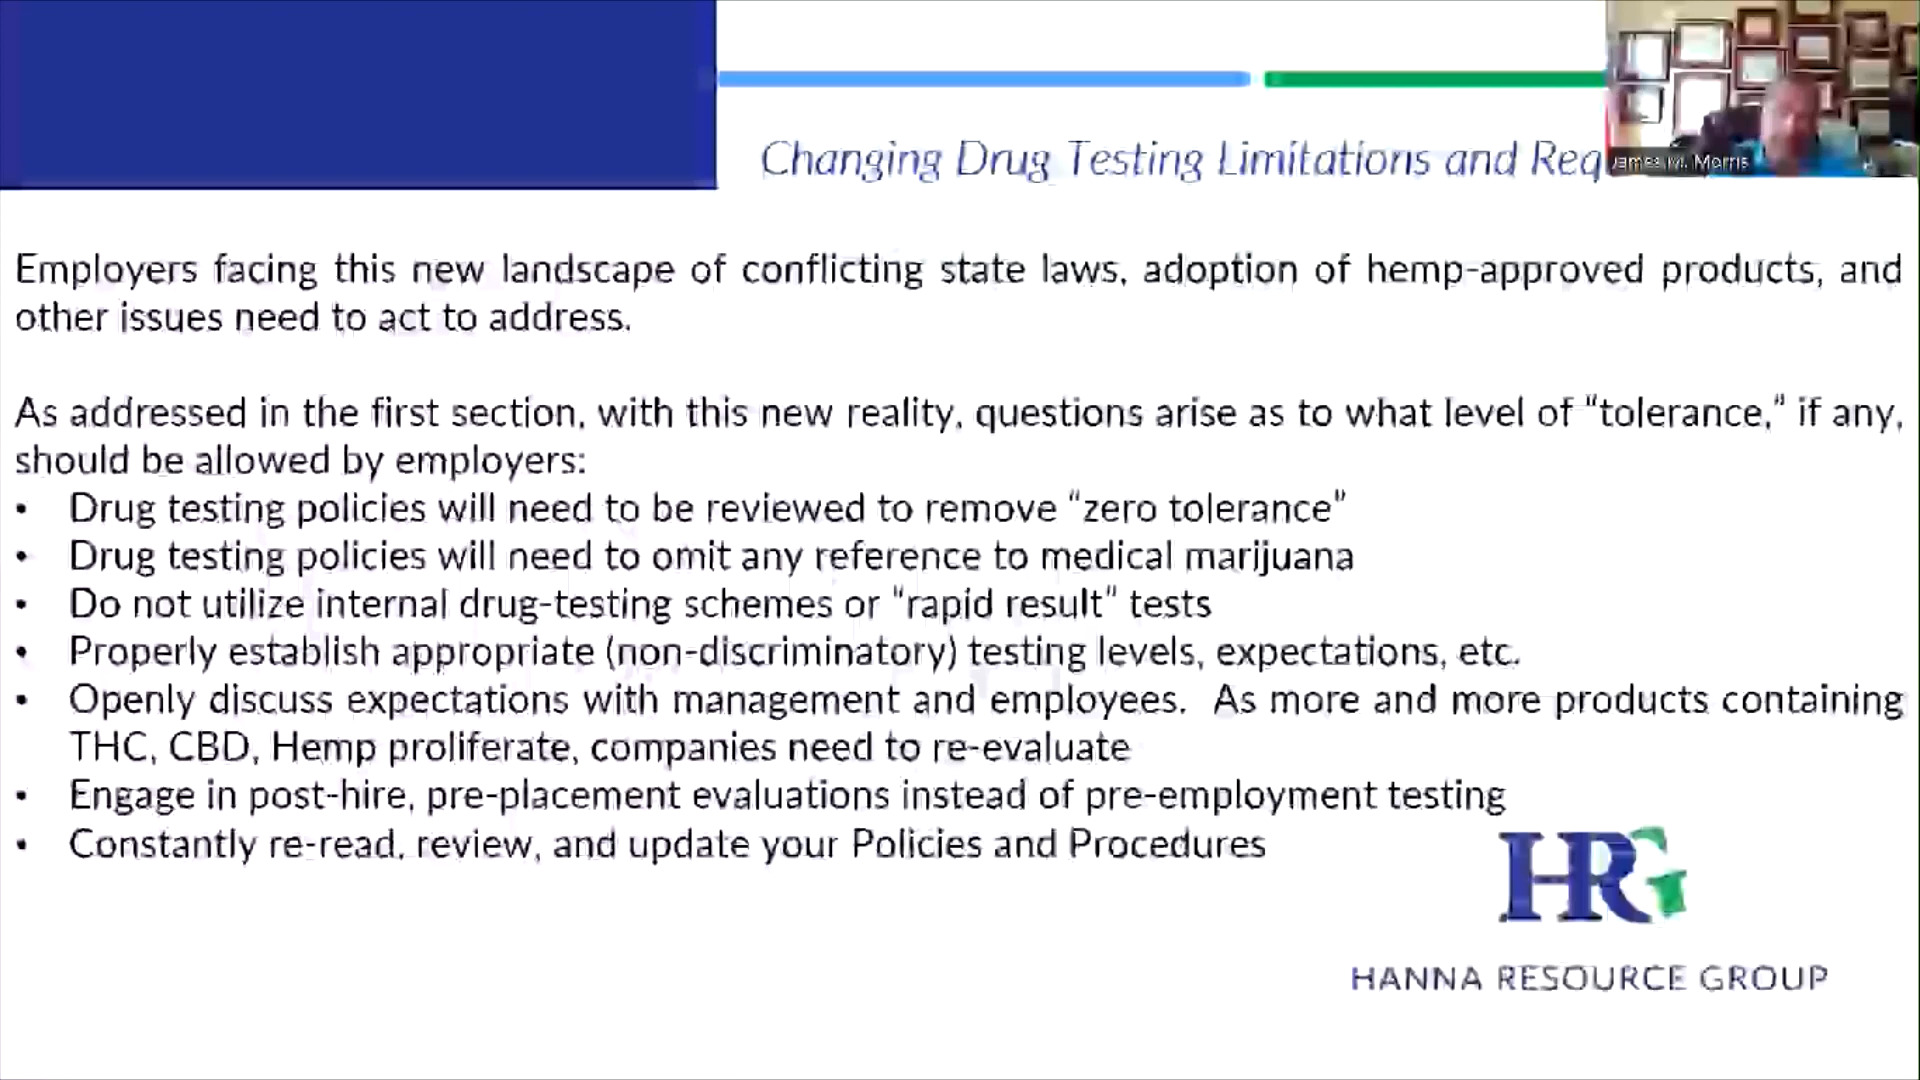 Changing Drug Testing Limitations and Req
James M. Morris
Employers facing this new landscape of conflicting state laws, adoption of hemp-approved products, and
other issues need to act to address.
As addressed in the first section, with this new reality, questions arise as to what level of “tolerance,” if any,
should be allowed by employers:
• Drug testing policies will need to be reviewed to remove “zero tolerance”
• Drug testing policies will need to omit any reference to medical marijuana
• Do not utilize internal drug-testing schemes or “rapid result” tests
• Properly establish appropriate (non-discriminatory) testing levels, expectations, etc.
• Openly discuss expectations with management and employees. As more and more products containing
THC, CBD, Hemp proliferate, companies need to re-evaluate
• Engage in post-hire, pre-placement evaluations instead of pre-employment testing
• Constantly re-read, review, and update your Policies and Procedures
HRG
HANNA RESOURCE GROUP